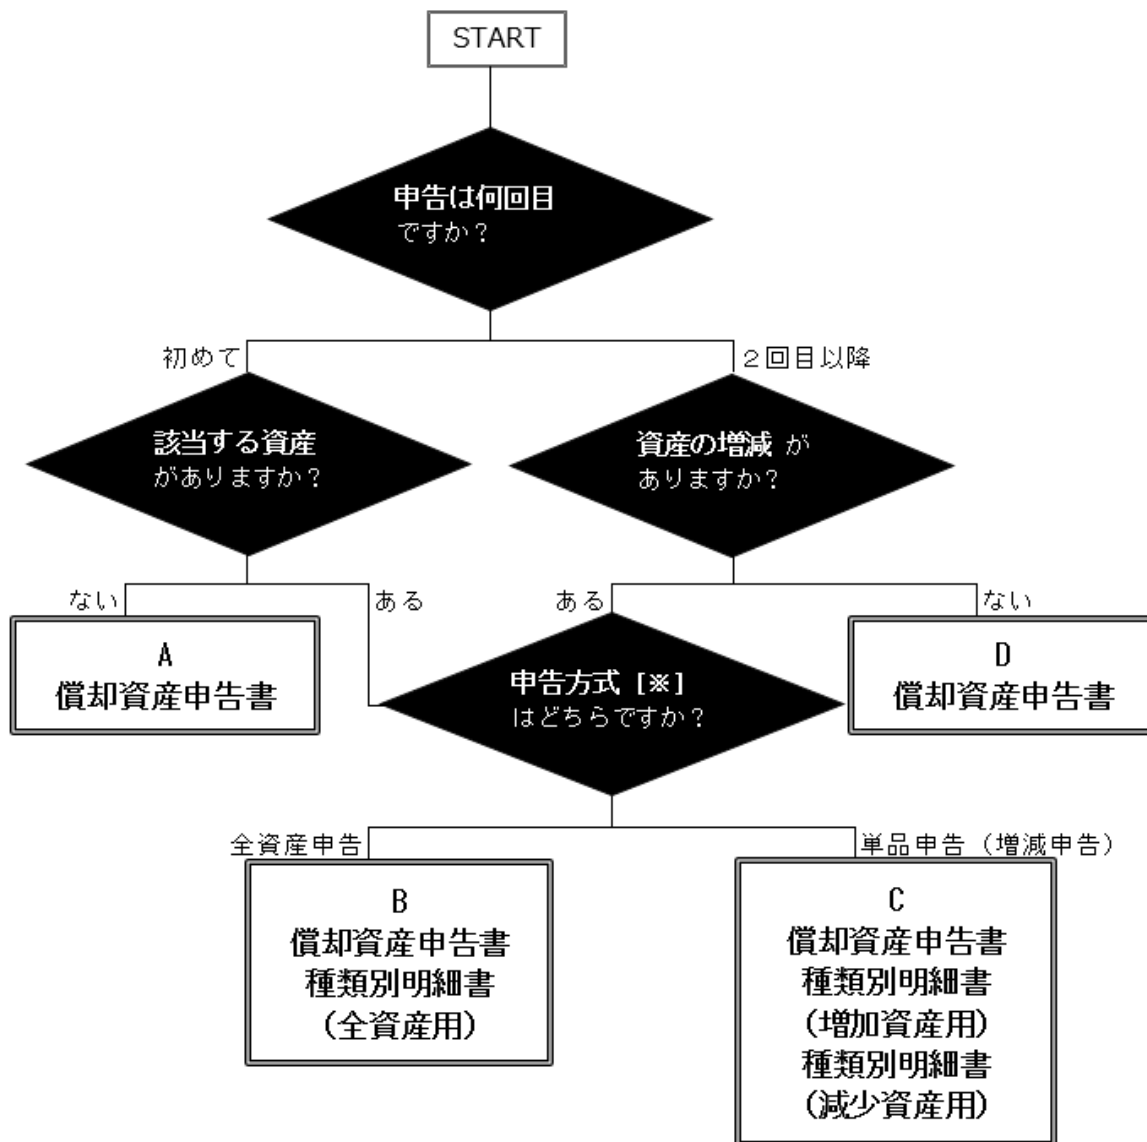 START
申告は何回目
ですか？
初めて
２回目以降
該当する資産
がありますか？
資産の増減 が
ありますか？
ない
ある
ある
ない
A
償却資産申告書
申告方式［※］
はどちらですか？
D
償却資産申告書
全資産申告
単品申告（増減申告）
B
償却資産申告書
種類別明細書
（全資産用）
C
償却資産申告書
種類別明細書
（増加資産用）
種類別明細書
（減少資産用）